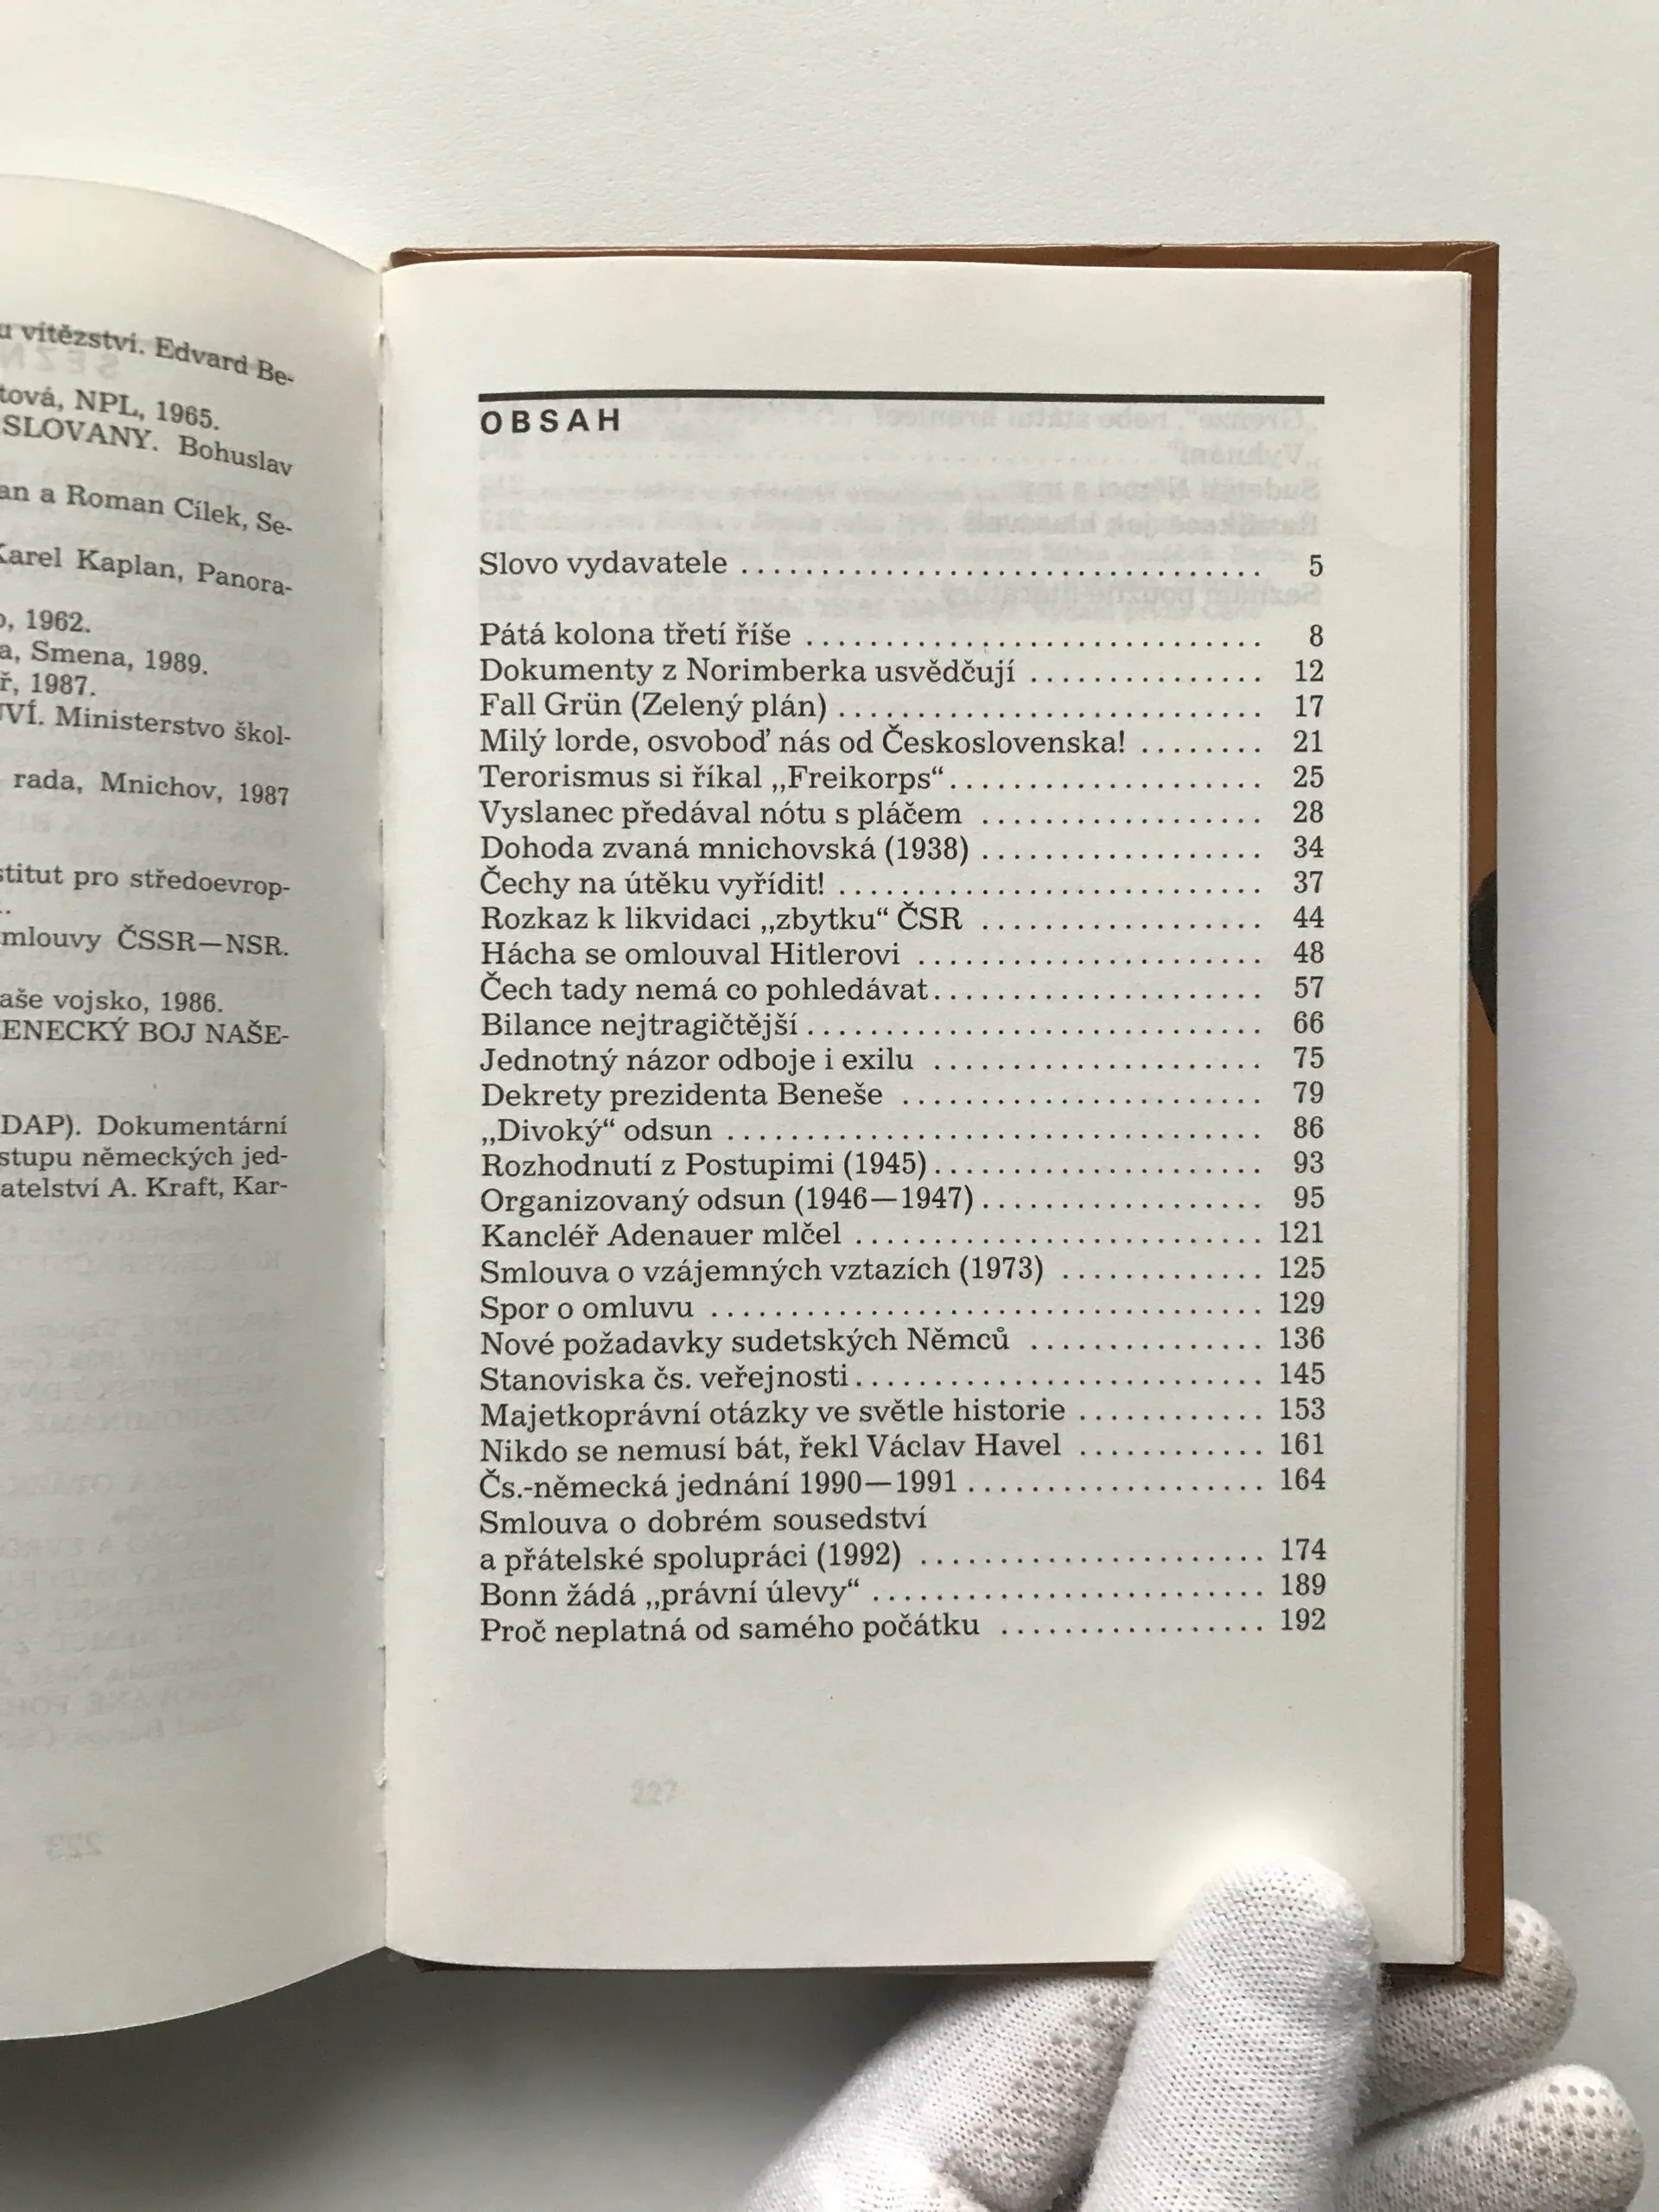 u vítězství. Edvard Be-
tová, NPL, 1965.
SLOVANY. Bohuslav
an a Roman Cílek, Se-
Karel Kaplan, Panora-
o, 1962.
a, Smena, 1989.
ř, 1987.
VÍ. Ministerstvo škol-
rada, Mnichov, 1987
stitut pro středoevrop-
mlouvy ČSSR—NSR.
aše vojsko, 1986.
ENECKÝ BOJ NAŠE-
DAP). Dokumentární
stupu německých jed-
atelství A. Kraft, Kar-
OBSAH
Slovo vydavatele ................................. 5
Pátá kolona třetí říše ............................. 8
Dokumenty z Norimberka usvědčují ............... 12
Fall Grün (Zelený plán) ........................... 17
Milý lorde, osvoboď nás od Československa! ........ 21
Terorismus si říkal „Freikorps“.................... 25
Vyslanec předával nótu s pláčem .................. 28
Dohoda zvaná mnichovská (1938) .................. 34
Čechy na útěku vyřídit! ........................... 37
Rozkaz k likvidaci „zbytku“ ČSR .................. 44
Hácha se omlouval Hitlerovi ...................... 48
Čech tady nemá co pohledávat..................... 57
Bilance nejtragičtější ............................. 66
Jednotný názor odboje i exilu ..................... 75
Dekrety prezidenta Beneše ....................... 79
„Divoký“ odsun .................................. 86
Rozhodnutí z Postupimi (1945)..................... 93
Organizovaný odsun (1946—1947).................. 95
Kancléř Adenauer mlčel .......................... 121
Smlouva o vzájemných vztazích (1973) ............. 125
Spor o omluvu ................................... 129
Nové požadavky sudetských Němců ............... 136
Stanoviska čs. veřejnosti.......................... 145
Majetkoprávní otázky ve světle historie ............ 153
Nikdo se nemusí bát, řekl Václav Havel ............ 161
Čs.-německá jednání 1990—1991 ................... 164
Smlouva o dobrém sousedství
a přátelské spolupráci (1992) ...................... 174
Bonn žádá „právní úlevy“ ......................... 189
Proč neplatná od samého počátku ................. 192